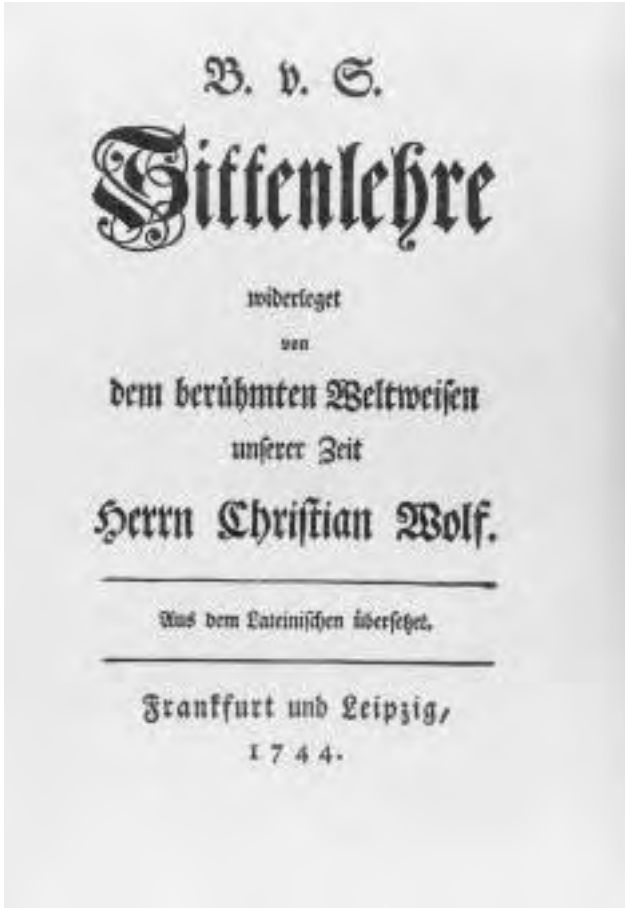 B. v. S.
Sittenlehre
widerleget
von
dem berühmten Weltweisen
unserer Zeit
Herrn Christian Wolf.
Aus dem Lateinischen übersetzet.
Frankfurt und Leipzig,
1744.